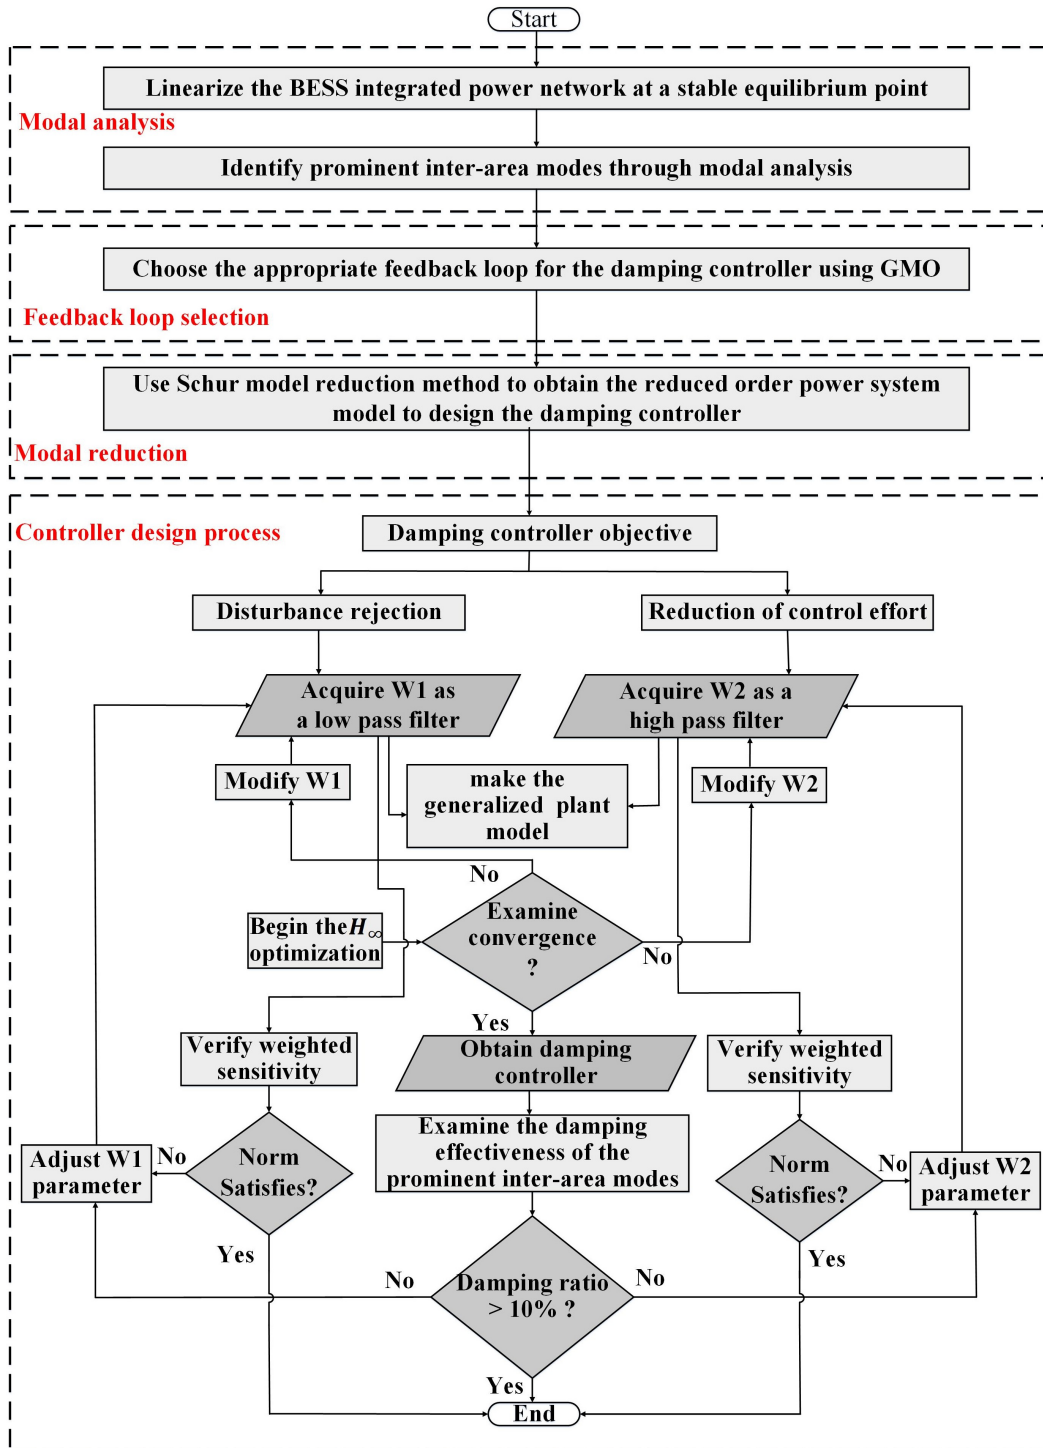 Start
Linearize the BESS integrated power network at a stable equilibrium point
Modal analysis
Identify prominent inter-area modes through modal analysis
Choose the appropriate feedback loop for the damping controller using GMO
Feedback loop selection
Use Schur model reduction method to obtain the reduced order power system
model to design the damping controller
Modal reduction
Controller design process
Damping controller objective
Disturbance rejection
Reduction of control effort
Acquire W1 as
a low pass filter
Acquire W2 as a
high pass filter
Modify W1
make the
generalized plant
model
Modify W2
No
Examine
convergence
?
Begin the H∞
optimization
No
Yes
Verify weighted
sensitivity
Obtain damping
controller
Verify weighted
sensitivity
Examine the damping
effectiveness of the
prominent inter-area modes
Adjust W1
parameter
No
Norm
Satisfies?
Norm
Satisfies?
No
Adjust W2
parameter
Yes
Yes
No
Damping ratio
> 10% ?
No
Yes
End